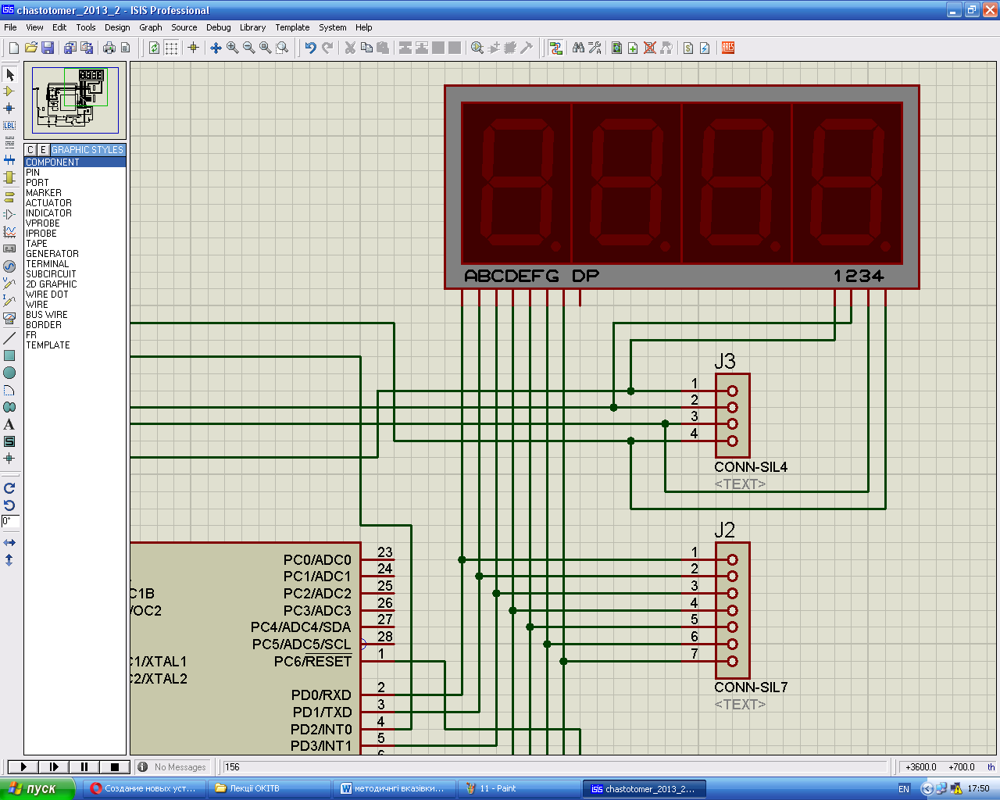 chastotomer_2013_2 - ISIS Professional
File View Edit Tools Design Graph Source Debug Library Template System Help
ARES
LBL
C E GRAPHIC STYLES
COMPONENT
PIN
PORT
MARKER
ACTUATOR
INDICATOR
VPROBE
IPROBE
TAPE
GENERATOR
TERMINAL
SUBCIRCUIT
2D GRAPHIC
WIRE DOT
WIRE
BUS WIRE
BORDER
FR
TEMPLATE
A
S
0°
ABCDEFG DP 1234
J3
1
2
3
4
CONN-SIL4
<TEXT>
J2
1
2
3
4
5
6
7
CONN-SIL7
<TEXT>
PC0/ADC0 23
PC1/ADC1 24
C1B PC2/ADC2 25
/OC2 PC3/ADC3 26
PC4/ADC4/SDA 27
PC5/ADC5/SCL 28
C1/XTAL1 PC6/RESET 1
C2/XTAL2
PD0/RXD 2
PD1/TXD 3
PD2/INT0 4
PD3/INT1 5
No Messages 156 +3600.0 +700.0 th
пуск Создание новых уст... Лекції ОКІТВ методичнґі вказівки... 11 - Paint chastotomer_2013_2... EN 17:50